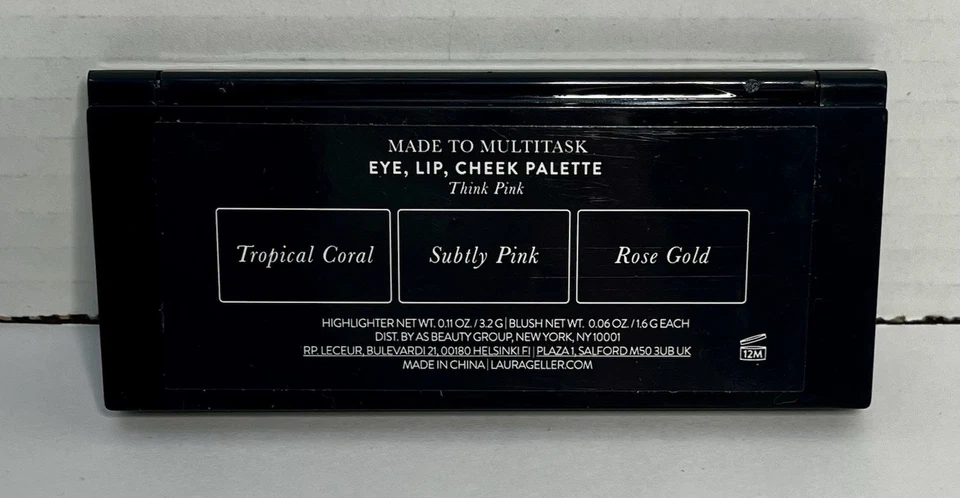 MADE TO MULTITASK
EYE, LIP, CHEEK PALETTE
Think Pink
Tropical Coral
Subtly Pink
Rose Gold
HIGHLIGHTER NET WT. 0.11 OZ. / 3.2 G | BLUSH NET WT. 0.06 OZ. / 1.6 G EACH
DIST. BY AS BEAUTY GROUP, NEW YORK, NY 10001
RP LECEUR, BULEVARDI 21, 00180 HELSINKI FI | PLAZA 1, SALFORD M50 3UB UK
MADE IN CHINA | LAURAGELLER.COM
12M